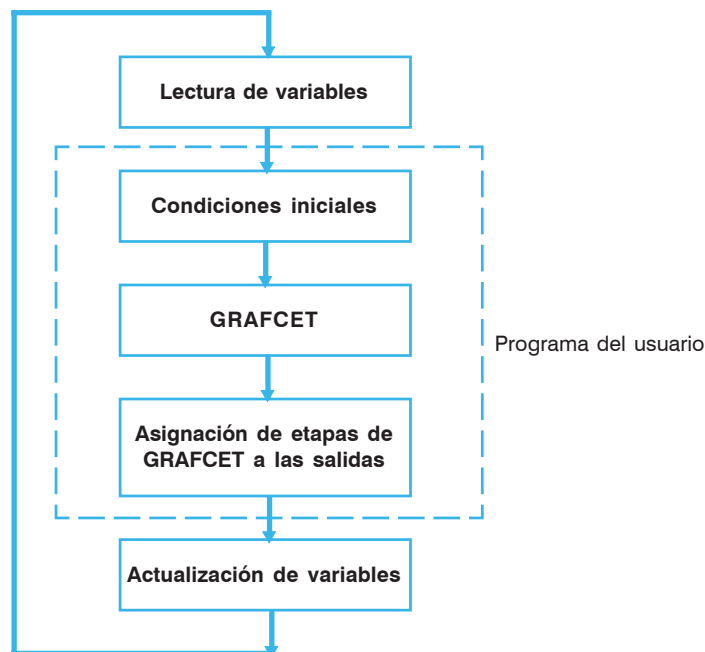 Lectura de variables
Condiciones iniciales
GRAFCET
Programa del usuario
Asignación de etapas de
GRAFCET a las salidas
Actualización de variables